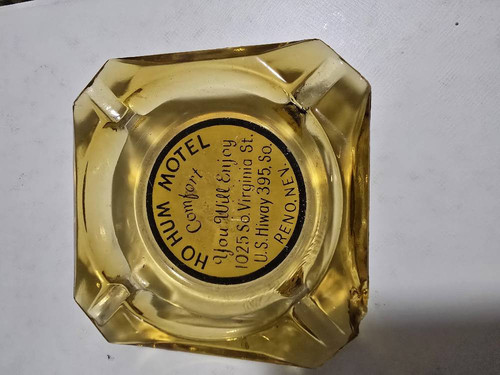 HO HUM MOTEL
Comfort
You Will Enjoy
1025 So. Virginia St.
U.S. Hiway 395, So.
RENO, NEV.